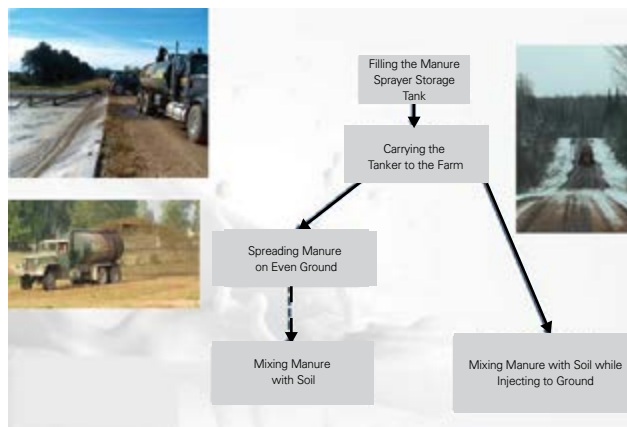 Filling the Manure
Sprayer Storage
Tank
Carrying the
Tanker to the Farm
Spreading Manure
on Even Ground
Mixing Manure
with Soil
Mixing Manure with Soil while
Injecting to Ground